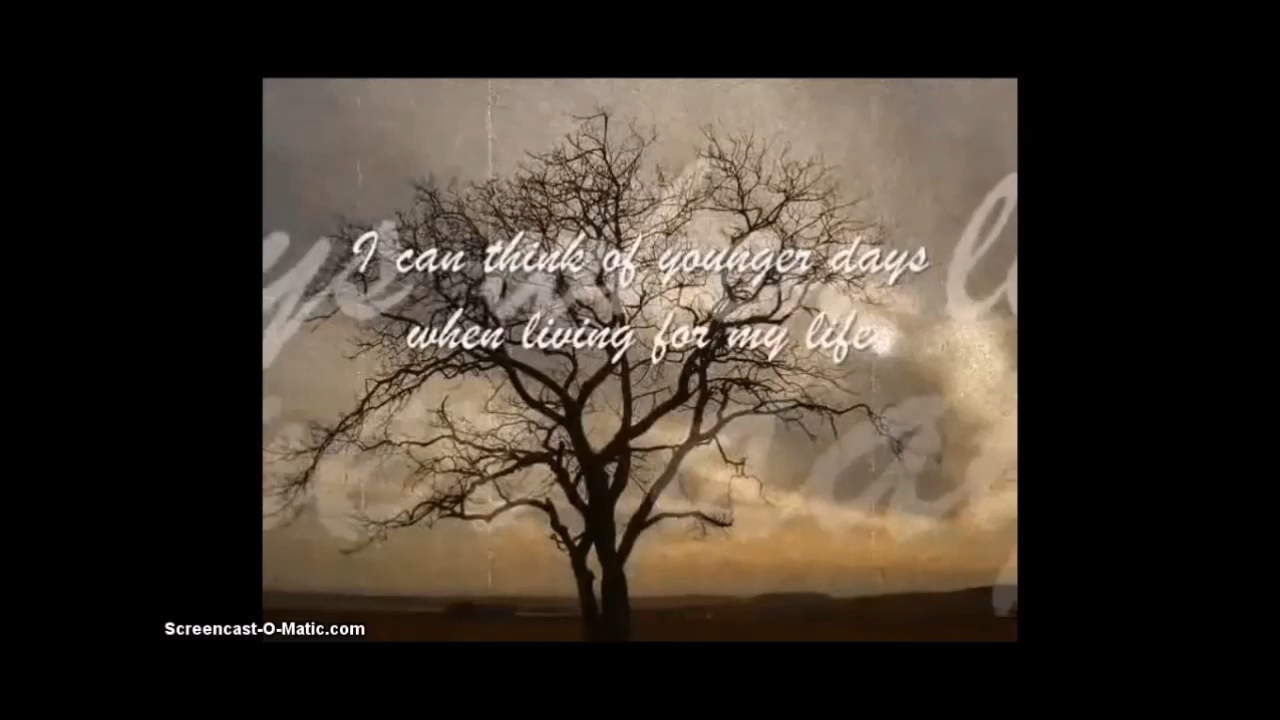 I can think of younger days
when living for my life
Screencast-O-Matic.com